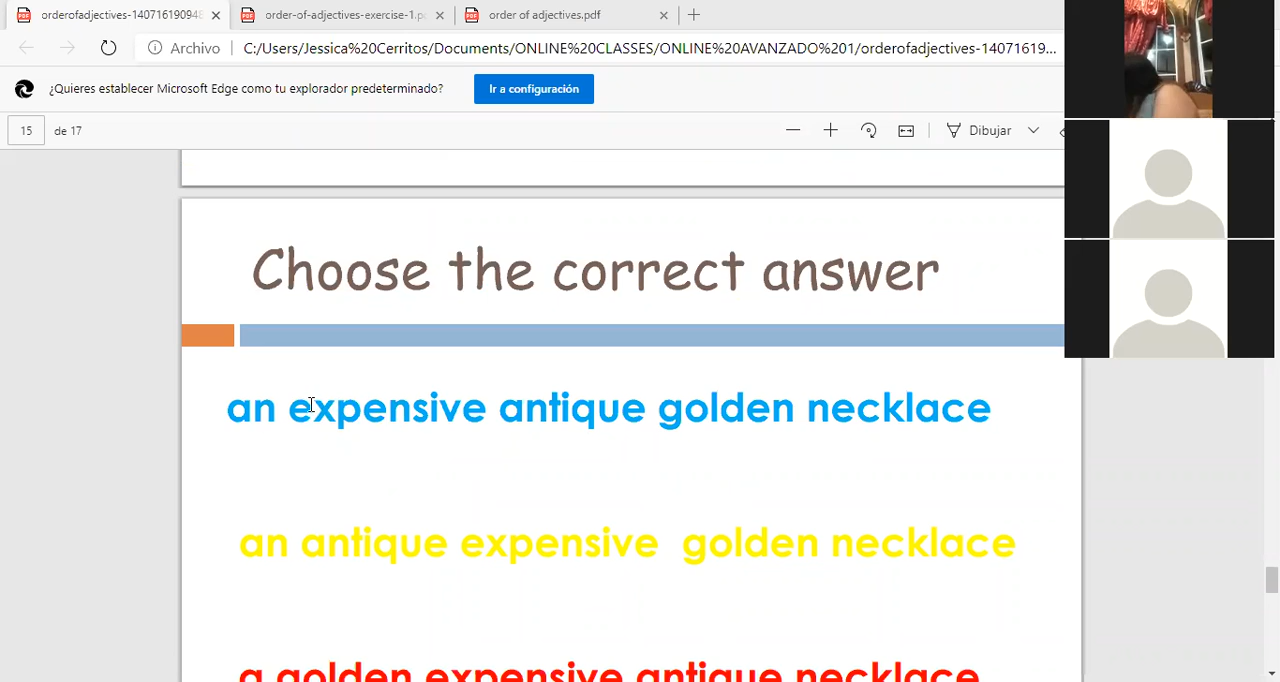 orderofadjectives-140716190948
order-of-adjectives-exercise-1.p
order of adjectives.pdf
Archivo
C:/Users/Jessica%20Cerritos/Documents/ONLINE%20CLASSES/ONLINE%20AVANZADO%201/orderofadjectives-14071619...
¿Quieres establecer Microsoft Edge como tu explorador predeterminado?
Ir a configuración
15 de 17
Dibujar
Choose the correct answer
an expensive antique golden necklace
an antique expensive golden necklace
a golden expensive antique necklace